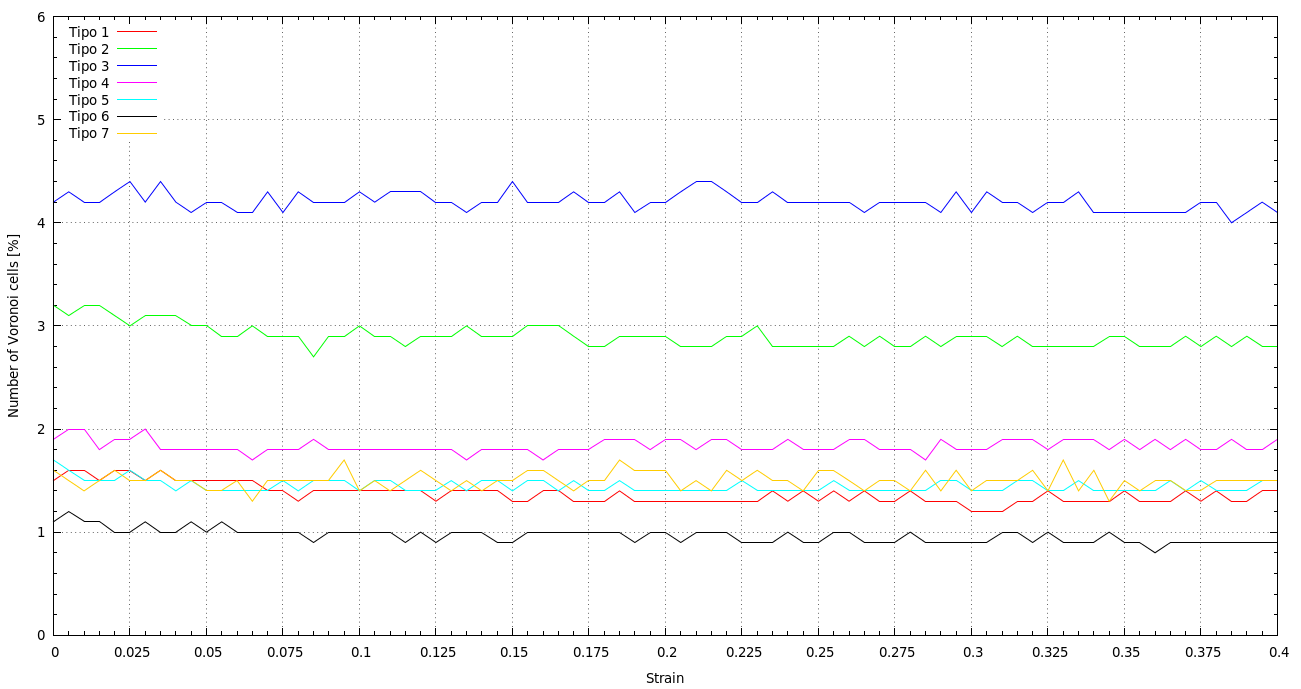 6
5
4
3
2
1
0
Tipo 1
Tipo 2
Tipo 3
Tipo 4
Tipo 5
Tipo 6
Tipo 7
Number of Voronoi cells [%]
0 0.025 0.05 0.075 0.1 0.125 0.15 0.175 0.2 0.225 0.25 0.275 0.3 0.325 0.35 0.375 0.4
Strain